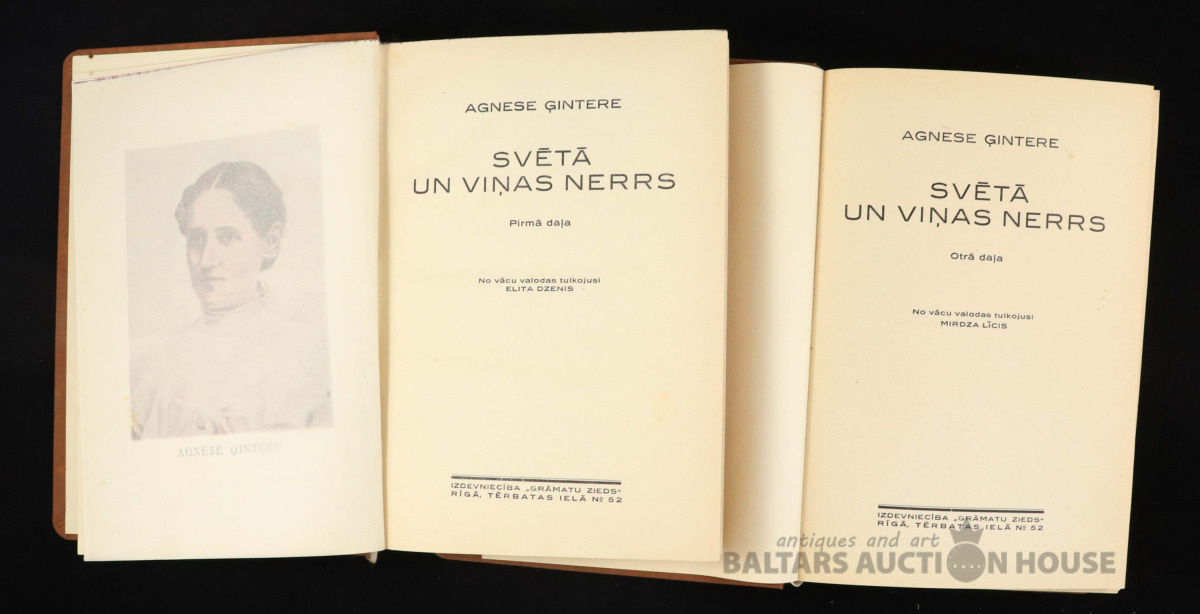 AGNESE ĢINTERE
AGNESE ĢINTERE
SVĒTĀ
UN VIŅAS NERRS
Pirmā daļa
No vācu valodas tulkojusi
ELITA DZENIS
IZDEVNIECĪBA „GRĀMATU ZIEDS“
RĪGĀ, TĒRBATAS IELĀ № 52
AGNESE ĢINTERE
SVĒTĀ
UN VIŅAS NERRS
Otrā daļa
No vācu valodas tulkojusi
MIRDZA LĪCIS
IZDEVNIECĪBA „GRĀMATU ZIEDS“
RĪGĀ, TĒRBATAS IELĀ № 52
antiques and art
BALTARS AUCTION HOUSE